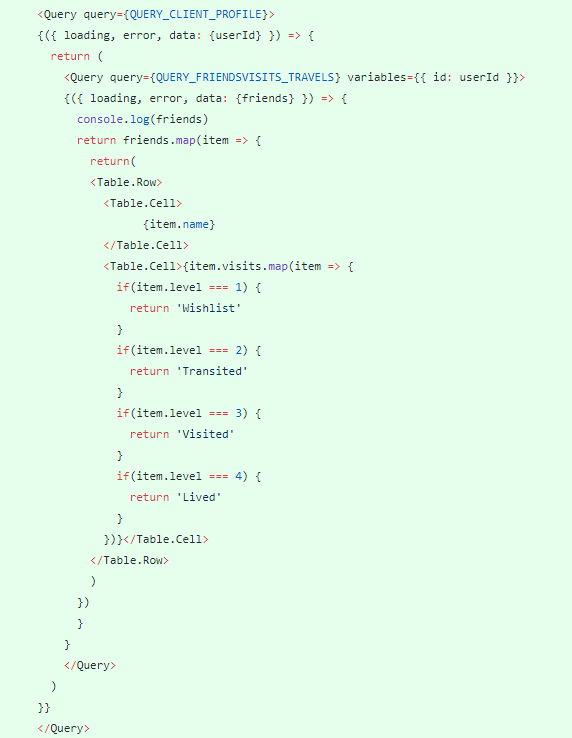 <Query query={QUERY_CLIENT_PROFILE}>
{({ loading, error, data: {userId} }) => {
return (
<Query query={QUERY_FRIENDSVISITS_TRAVELS} variables={{ id: userId }}>
{({ loading, error, data: {friends} }) => {
console.log(friends)
return friends.map(item => {
return(
<Table.Row>
<Table.Cell>
{item.name}
</Table.Cell>
<Table.Cell>{item.visits.map(item => {
if(item.level === 1) {
return 'Wishlist'
}
if(item.level === 2) {
return 'Transited'
}
if(item.level === 3) {
return 'Visited'
}
if(item.level === 4) {
return 'Lived'
}
})}</Table.Cell>
</Table.Row>
)
})
}
}
</Query>
)
}}
</Query>